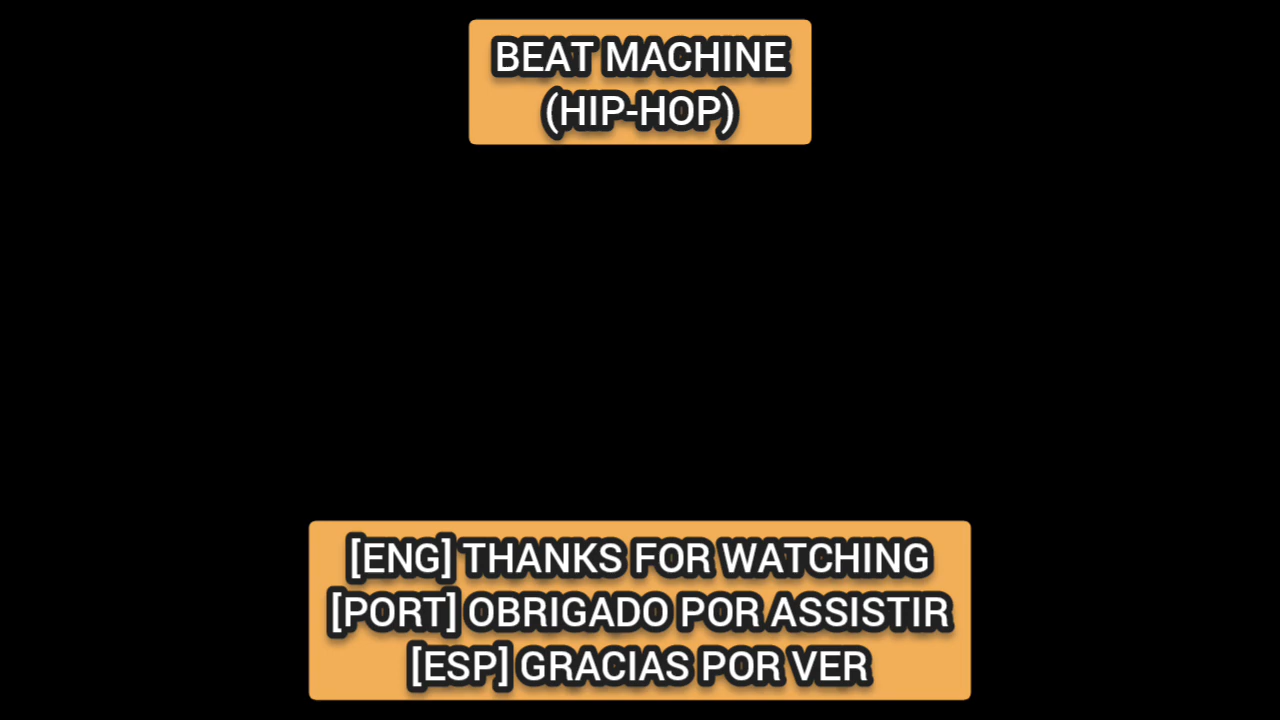 BEAT MACHINE
(HIP-HOP)
[ENG] THANKS FOR WATCHING
[PORT] OBRIGADO POR ASSISTIR
[ESP] GRACIAS POR VER